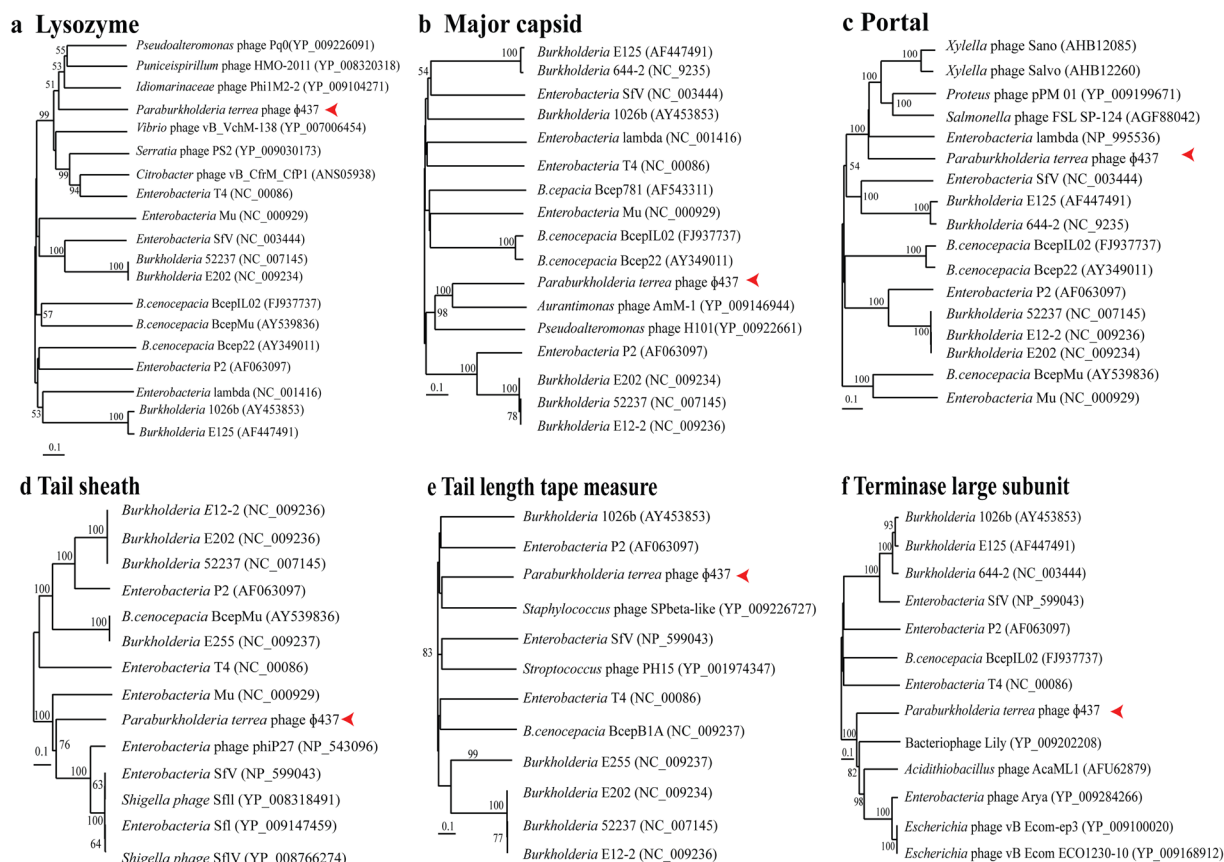 a Lysozyme
55
Pseudoalteromonas phage Pq0(YP_009226091)
53
Puniceispirillum phage HMO-2011 (YP_008320318)
51
Idiomarinaceae phage Phi1M2-2 (YP_009104271)
99
Paraburkholderia terrea phage ϕ437
Vibrio phage vB_VchM-138 (YP_007006454)
Serratia phage PS2 (YP_009030173)
99
Citrobacter phage vB_CfrM_CfP1 (ANS05938)
94
Enterobacteria T4 (NC_00086)
Enterobacteria Mu (NC_000929)
Enterobacteria SfV (NC_003444)
100
Burkholderia 52237 (NC_007145)
100
Burkholderia E202 (NC_009234)
B.cenocepacia BcepIL02 (FJ937737)
57
B.cenocepacia BcepMu (AY539836)
B.cenocepacia Bcep22 (AY349011)
Enterobacteria P2 (AF063097)
Enterobacteria lambda (NC_001416)
53
Burkholderia 1026b (AY453853)
100
Burkholderia E125 (AF447491)
0.1
b Major capsid
100
Burkholderia E125 (AF447491)
54
Burkholderia 644-2 (NC_9235)
Enterobacteria SfV (NC_003444)
Burkholderia 1026b (AY453853)
Enterobacteria lambda (NC_001416)
Enterobacteria T4 (NC_00086)
B.cepacia Bcep781 (AF543311)
Enterobacteria Mu (NC_000929)
B.cenocepacia BcepIL02 (FJ937737)
100
B.cenocepacia Bcep22 (AY349011)
Paraburkholderia terrea phage ϕ437
100
Aurantimonas phage AmM-1 (YP_009146944)
98
Pseudoalteromonas phage H101(YP_00922661)
Enterobacteria P2 (AF063097)
100
Burkholderia E202 (NC_009234)
100
0.1
Burkholderia 52237 (NC_007145)
78
Burkholderia E12-2 (NC_009236)
c Portal
Xylella phage Sano (AHB12085)
100
Xylella phage Salvo (AHB12260)
100
Proteus phage pPM 01 (YP_009199671)
100
Salmonella phage FSL SP-124 (AGF88042)
100
Enterobacteria lambda (NP_995536)
Paraburkholderia terrea phage ϕ437
54
Enterobacteria SfV (NC_003444)
100
Burkholderia E125 (AF447491)
100
Burkholderia 644-2 (NC_9235)
B.cenocepacia BcepIL02 (FJ937737)
100
B.cenocepacia Bcep22 (AY349011)
Enterobacteria P2 (AF063097)
100
Burkholderia 52237 (NC_007145)
Burkholderia E12-2 (NC_009236)
100
Burkholderia E202 (NC_009234)
B.cenocepacia BcepMu (AY539836)
100
Enterobacteria Mu (NC_000929)
0.1
d Tail sheath
Burkholderia E12-2 (NC_009236)
100
Burkholderia E202 (NC_009236)
100
Burkholderia 52237 (NC_007145)
100
Enterobacteria P2 (AF063097)
B.cenocepacia BcepMu (AY539836)
100
Burkholderia E255 (NC_009237)
Enterobacteria T4 (NC_00086)
Enterobacteria Mu (NC_000929)
100
Paraburkholderia terrea phage ϕ437
76
Enterobacteria phage phiP27 (NP_543096)
0.1
100
Enterobacteria SfV (NP_599043)
63
Shigella phage SfII (YP_008318491)
100
Enterobacteria SfI (YP_009147459)
64
Shigella phage SfIV (YP_008766274)
e Tail length tape measure
Burkholderia 1026b (AY453853)
Enterobacteria P2 (AF063097)
Paraburkholderia terrea phage ϕ437
Staphylococcus phage SPbeta-like (YP_009226727)
Enterobacteria SfV (NP_599043)
83
Stroptococcus phage PH15 (YP_001974347)
Enterobacteria T4 (NC_00086)
B.cenocepacia BcepB1A (NC_009237)
99
Burkholderia E255 (NC_009237)
Burkholderia E202 (NC_009234)
100
0.1
Burkholderia 52237 (NC_007145)
77
Burkholderia E12-2 (NC_009236)
f Terminase large subunit
Burkholderia 1026b (AY453853)
93
Burkholderia E125 (AF447491)
100
Burkholderia 644-2 (NC_003444)
100
Enterobacteria SfV (NP_599043)
Enterobacteria P2 (AF063097)
B.cenocepacia BcepIL02 (FJ937737)
Enterobacteria T4 (NC_00086)
Paraburkholderia terrea phage ϕ437
100
Bacteriophage Lily (YP_009202208)
0.1
82
Acidithiobacillus phage AcaML1 (AFU62879)
98
Enterobacteria phage Arya (YP_009284266)
100
Escherichia phage vB Ecom-ep3 (YP_009100020)
100
Escherichia phage vB Ecom ECO1230-10 (YP_009168912)